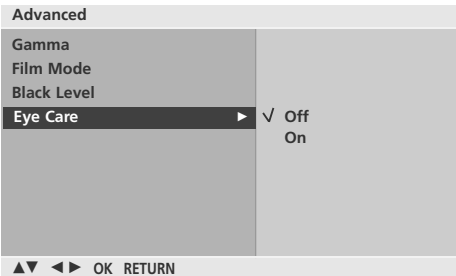 Advanced
Gamma
Film Mode
Black Level
Eye Care ► √ Off
On
▲▼ ◄► OK RETURN